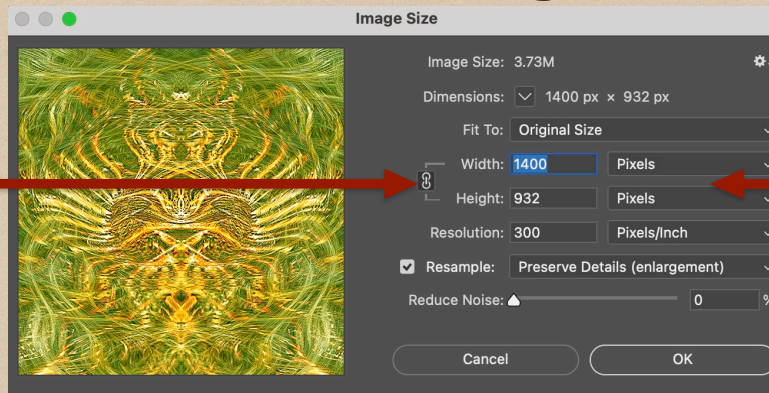 Image Size
Image Size: 3.73M
Dimensions: 1400 px × 932 px
Fit To: Original Size
Width: 1400 Pixels
Height: 932 Pixels
Resolution: 300 Pixels/Inch
Resample: Preserve Details (enlargement)
Reduce Noise: 0 %
Cancel OK